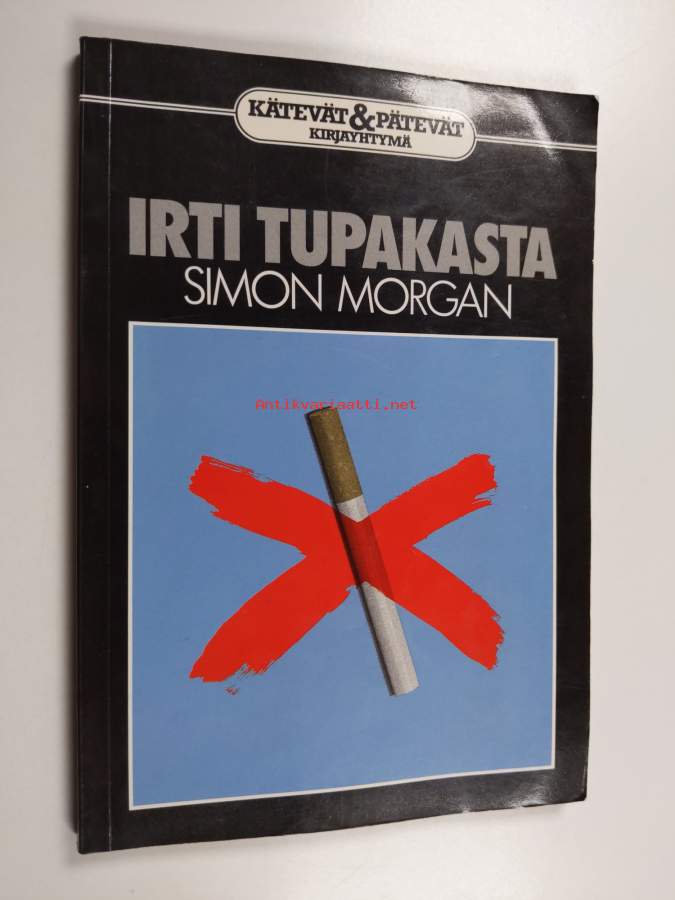 KÄTEVÄT & PÄTEVÄT
KIRJAYHTYMÄ
IRTI TUPAKASTA
SIMON MORGAN
Antikvariaatti.net